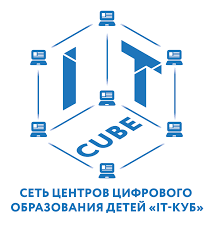 IT
CUBE
СЕТЬ ЦЕНТРОВ ЦИФРОВОГО
ОБРАЗОВАНИЯ ДЕТЕЙ «IT-КУБ»